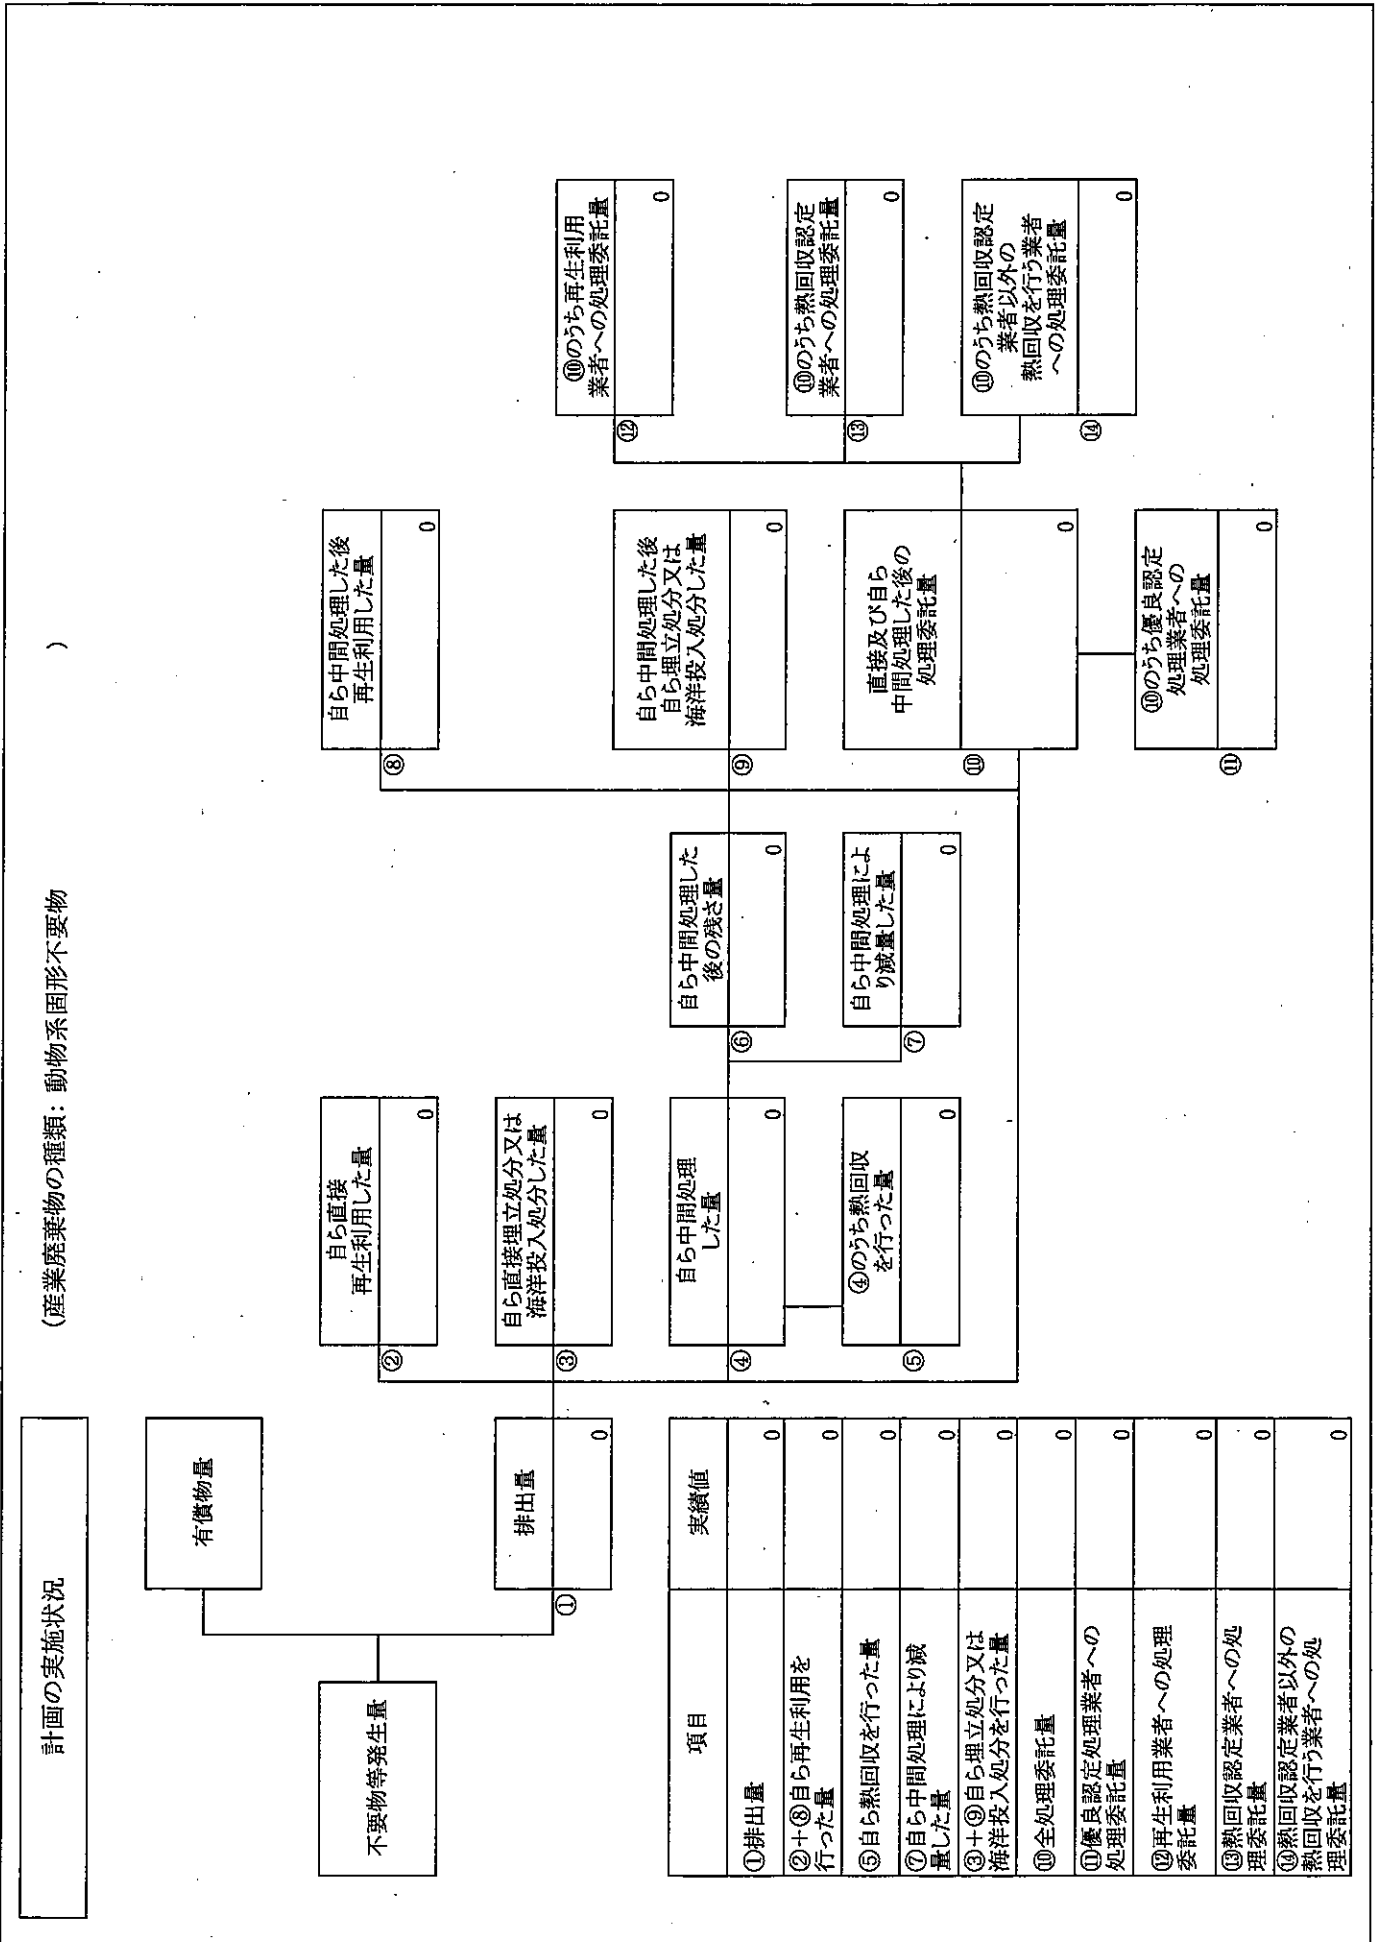 計画の実施状況
(産業廃棄物の種類: 動物系固形不要物 )
不要物等発生量
有償物量
①
排出量
0
②
自ら直接
再生利用した量
0
③
自ら直接埋立処分又は
海洋投入処分した量
0
④
自ら中間処理
した量
0
⑤
④のうち熱回収
を行った量
0
⑥
自ら中間処理した
後の残さ量
0
⑦
自ら中間処理によ
り減量した量
0
⑧
自ら中間処理した後
再生利用した量
0
⑨
自ら中間処理した後
自ら埋立処分又は
海洋投入処分した量
0
⑩
直接及び自ら
中間処理した後の
処理委託量
0
⑪
⑩のうち優良認定
処理業者への
処理委託量
0
⑫
⑩のうち再生利用
業者への処理委託量
0
⑬
⑩のうち熱回収認定
業者への処理委託量
0
⑭
⑩のうち熱回収認定
業者以外の
熱回収を行う業者
への処理委託量
0
項目 実績値
①排出量 0
②+⑧自ら再生利用を
行った量 0
⑤自ら熱回収を行った量 0
⑦自ら中間処理により減
量した量 0
③+⑨自ら埋立処分又は
海洋投入処分を行った量 0
⑩全処理委託量 0
⑪優良認定処理業者への
処理委託量 0
⑫再生利用業者への処理
委託量 0
⑬熱回収認定業者への処
理委託量 0
⑭熱回収認定業者以外の
熱回収を行う業者への処
理委託量 0